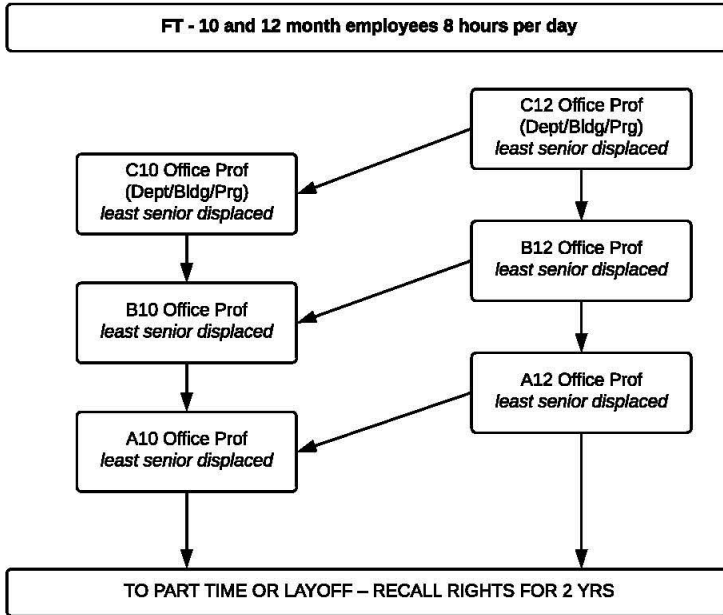 FT - 10 and 12 month employees 8 hours per day
C12 Office Prof
(Dept/Bldg/Prg)
least senior displaced
C10 Office Prof
(Dept/Bldg/Prg)
least senior displaced
B12 Office Prof
least senior displaced
B10 Office Prof
least senior displaced
A12 Office Prof
least senior displaced
A10 Office Prof
least senior displaced
TO PART TIME OR LAYOFF – RECALL RIGHTS FOR 2 YRS